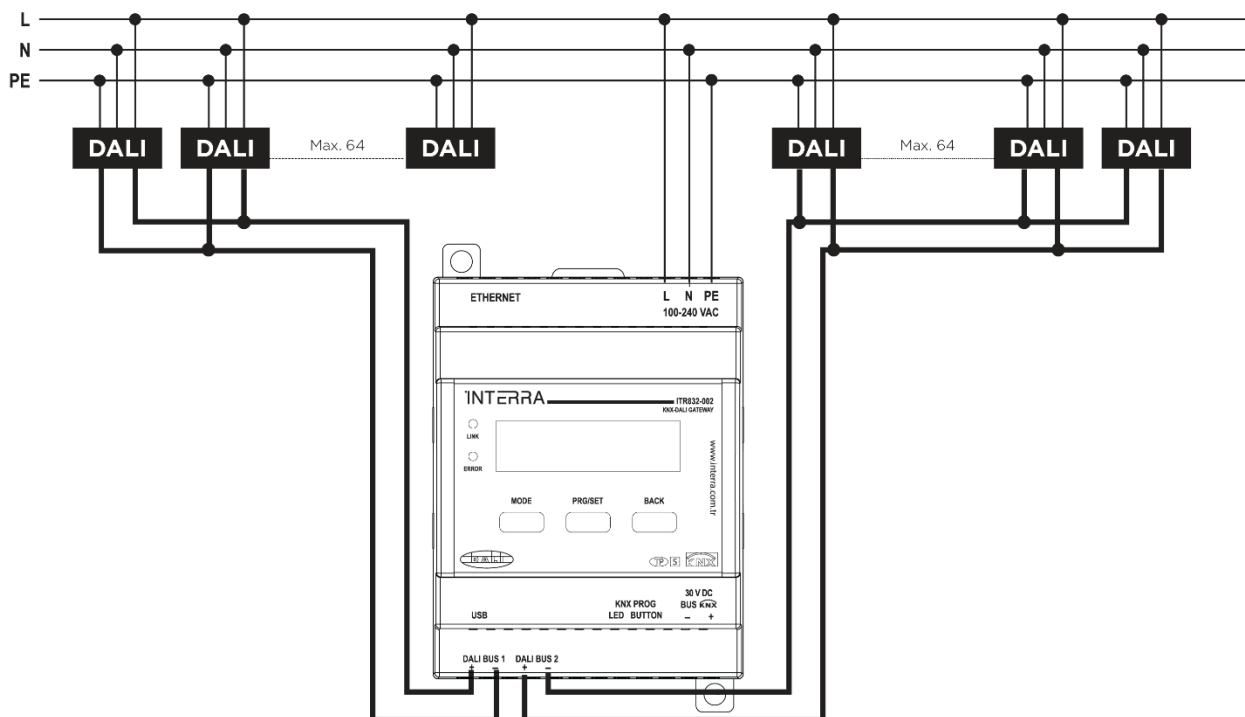 L
N
PE
DALI DALI Max. 64 DALI DALI Max. 64 DALI DALI
ETHERNET
L N PE
100-240 VAC
INTERRA
ITR832-002
KNX-DALI GATEWAY
LINK
ERROR
www.interra.com.tr
MODE PRG/SET BACK
DALI
TP S KNX
USB
KNX PROG
LED BUTTON
30 V DC
BUS KNX
– +
DALI BUS 1 DALI BUS 2
+ – + –